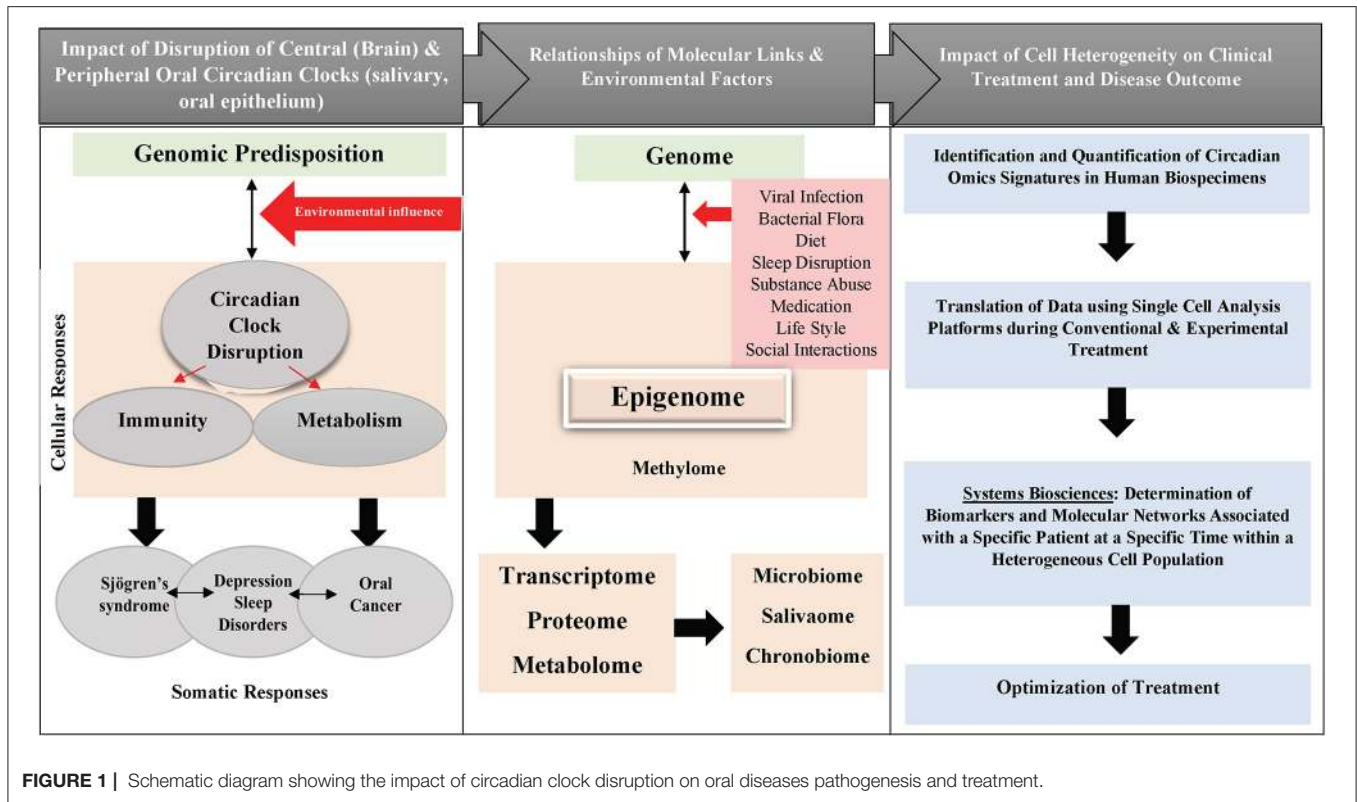 Impact of Disruption of Central (Brain) &
Peripheral Oral Circadian Clocks (salivary,
oral epithelium)
Relationships of Molecular Links &
Environmental Factors
Impact of Cell Heterogeneity on Clinical
Treatment and Disease Outcome
Genomic Predisposition
Environmental influence
Cellular Responses
Circadian
Clock
Disruption
Immunity
Metabolism
Sjögren's
syndrome
Depression
Sleep
Disorders
Oral
Cancer
Somatic Responses
Genome
Viral Infection
Bacterial Flora
Diet
Sleep Disruption
Substance Abuse
Medication
Life Style
Social Interactions
Epigenome
Methylome
Transcriptome
Proteome
Metabolome
Microbiome
Salivaome
Chronobiome
Identification and Quantification of Circadian
Omics Signatures in Human Biospecimens
Translation of Data using Single Cell Analysis
Platforms during Conventional & Experimental
Treatment
Systems Biosciences: Determination of
Biomarkers and Molecular Networks Associated
with a Specific Patient at a Specific Time within a
Heterogeneous Cell Population
Optimization of Treatment
FIGURE 1 | Schematic diagram showing the impact of circadian clock disruption on oral diseases pathogenesis and treatment.